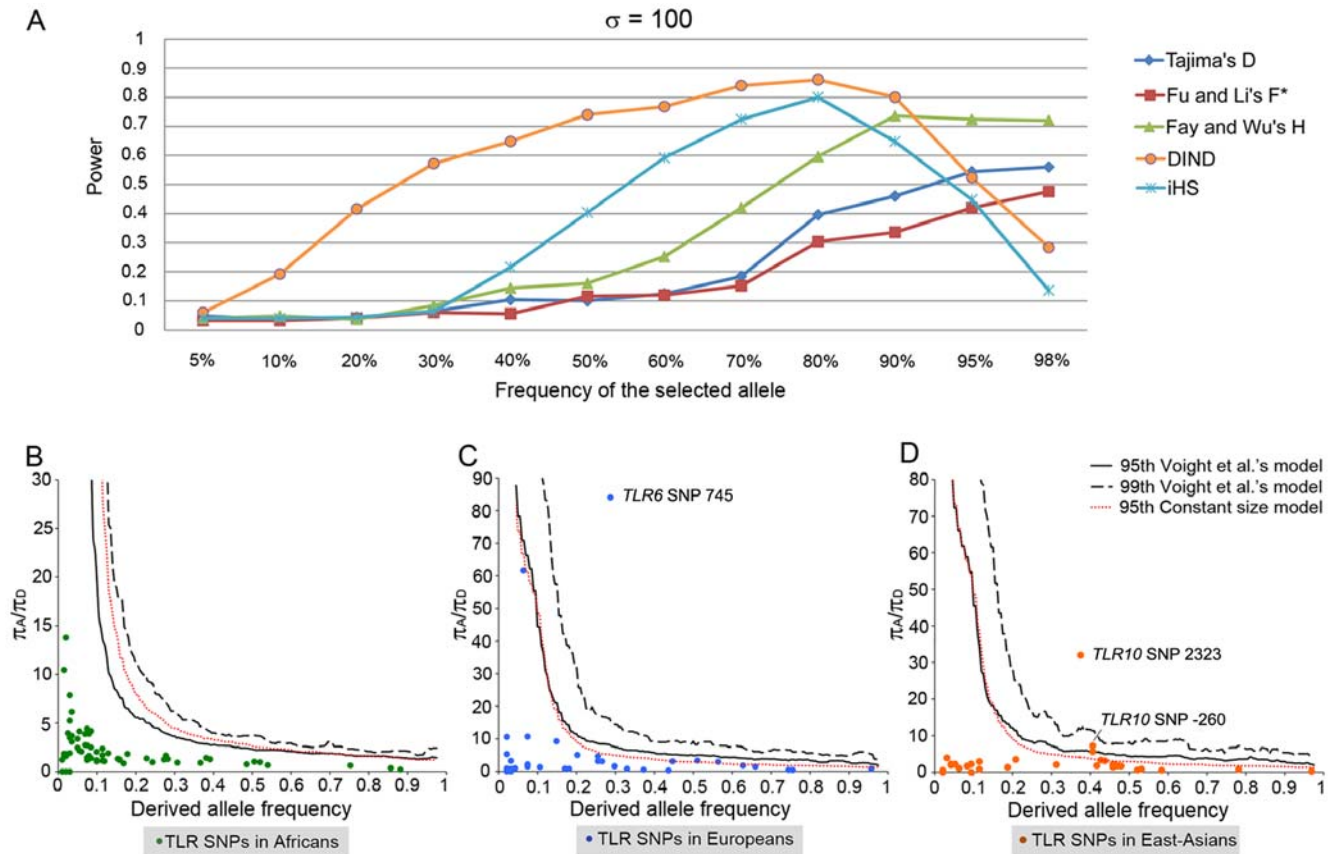 A
σ = 100
1
0.9
0.8
0.7
0.6
0.5
0.4
0.3
0.2
0.1
0
Power
5% 10% 20% 30% 40% 50% 60% 70% 80% 90% 95% 98%
Frequency of the selected allele
Tajima's D
Fu and Li's F*
Fay and Wu's H
DIND
iHS
B
30
25
20
15
10
5
0
πA/πD
0 0.1 0.2 0.3 0.4 0.5 0.6 0.7 0.8 0.9 1
Derived allele frequency
TLR SNPs in Africans
C
90
80
70
60
50
40
30
20
10
0
πA/πD
TLR6 SNP 745
0 0.1 0.2 0.3 0.4 0.5 0.6 0.7 0.8 0.9 1
Derived allele frequency
TLR SNPs in Europeans
D
80
70
60
50
40
30
20
10
0
πA/πD
95th Voight et al.'s model
99th Voight et al.'s model
95th Constant size model
TLR10 SNP 2323
TLR10 SNP -260
0 0.1 0.2 0.3 0.4 0.5 0.6 0.7 0.8 0.9 1
Derived allele frequency
TLR SNPs in East-Asians